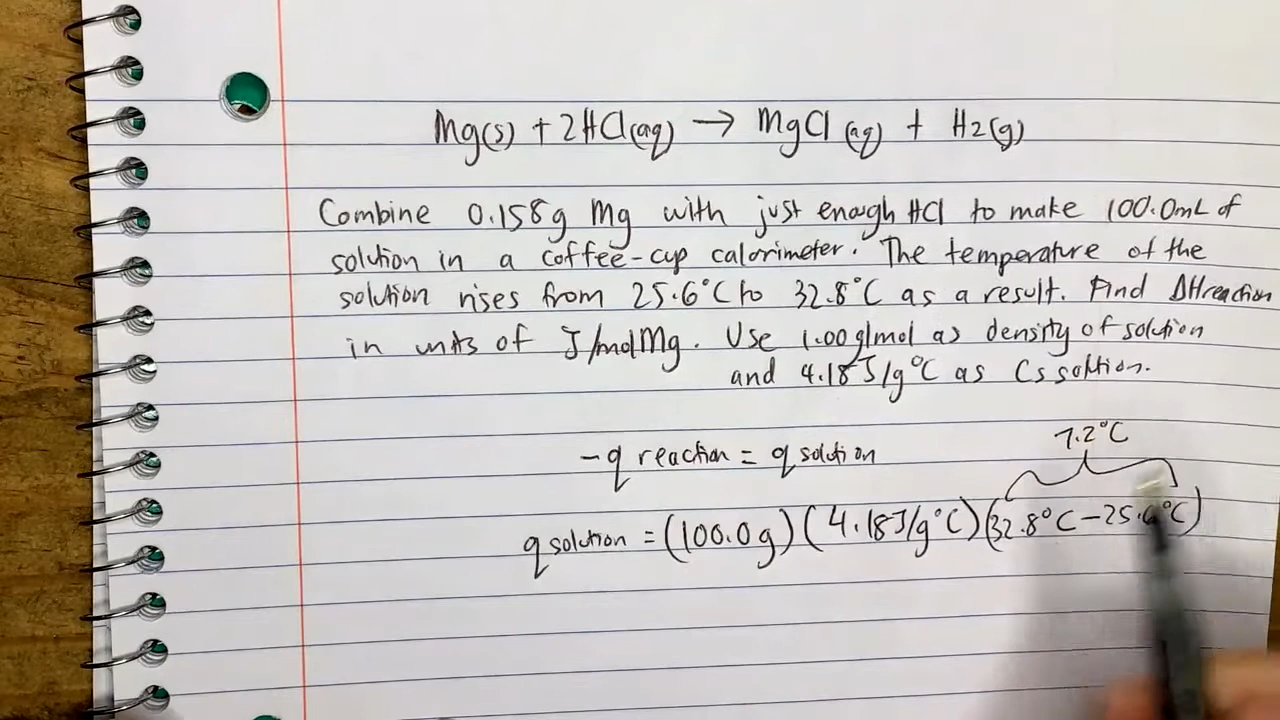 Mg(s) + 2HCl(aq) → MgCl (aq) + H2(g)
Combine 0.158g Mg with just enough HCl to make 100.0mL of
solution in a coffee-cup calorimeter. The temperature of the
solution rises from 25.6°C to 32.8°C as a result. Find ΔHreaction
in units of J/molMg. Use 1.00g/mol as density of solution
and 4.18J/g°C as Cs solution.
-q reaction = q solution
7.2°C
q solution = (100.0g)(4.18J/g°C)(32.8°C-25.6°C)